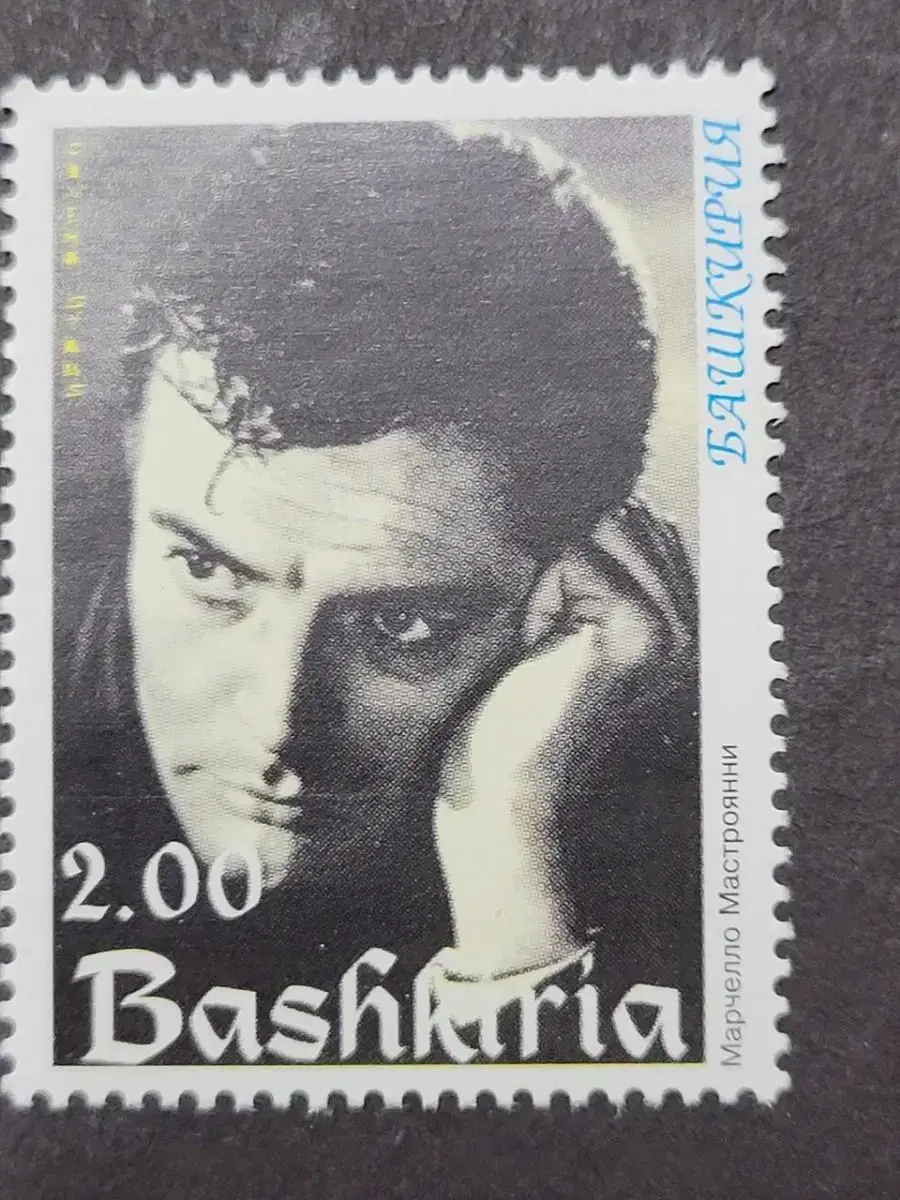 БАШКИРИЯ
Марчелло Мастроянни
2.00
Bashkiria